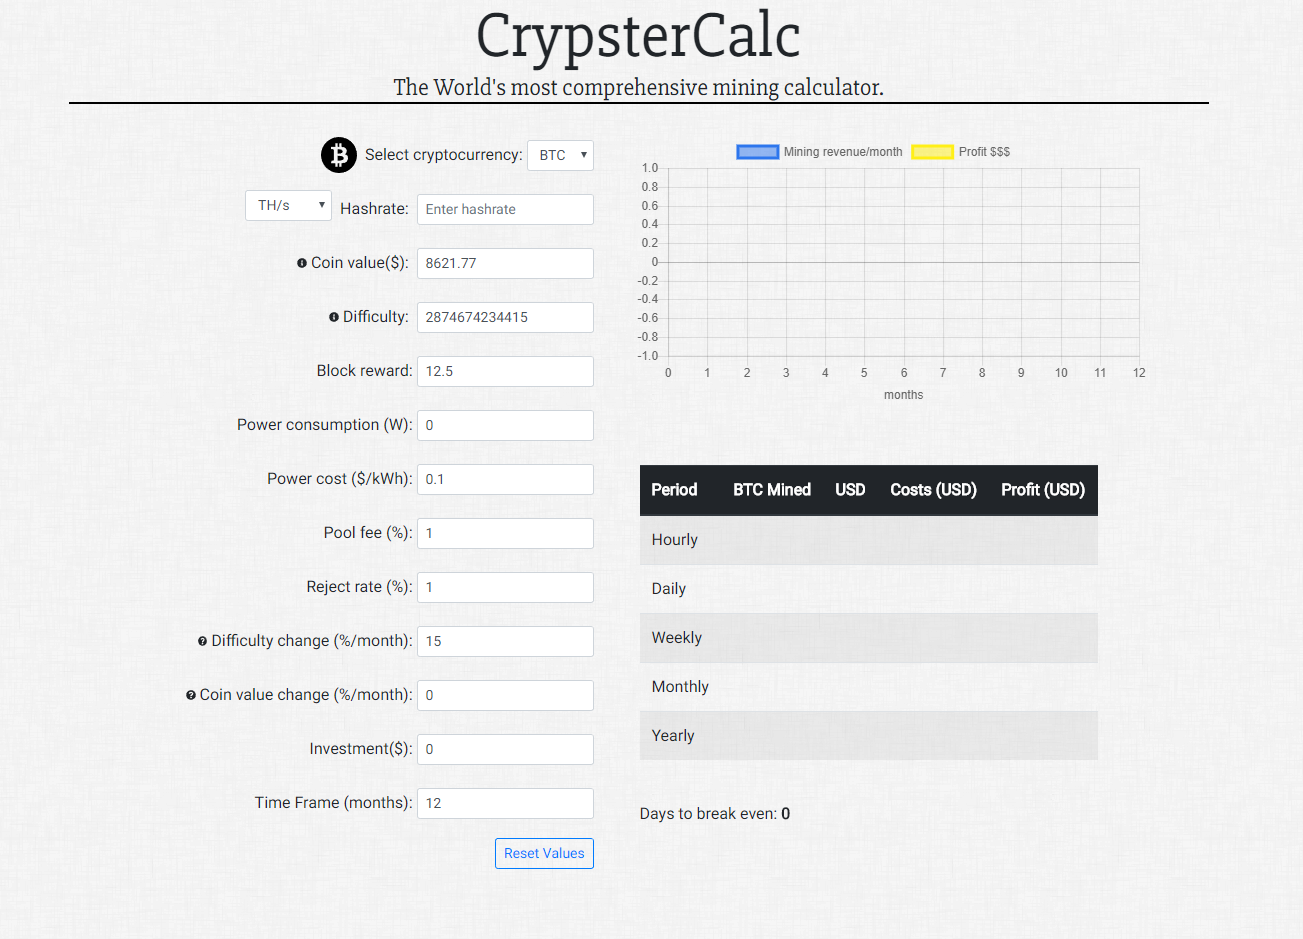 CrypsterCalc
The World's most comprehensive mining calculator.
Select cryptocurrency: BTC
TH/s Hashrate: Enter hashrate
Coin value($): 8621.77
Difficulty: 2874674234415
Block reward: 12.5
Power consumption (W): 0
Power cost ($/kWh): 0.1
Pool fee (%): 1
Reject rate (%): 1
Difficulty change (%/month): 15
Coin value change (%/month): 0
Investment($): 0
Time Frame (months): 12
Reset Values
Mining revenue/month Profit $$$
1.0
0.8
0.6
0.4
0.2
0
-0.2
-0.4
-0.6
-0.8
-1.0
0 1 2 3 4 5 6 7 8 9 10 11 12
months
Period BTC Mined USD Costs (USD) Profit (USD)
Hourly
Daily
Weekly
Monthly
Yearly
Days to break even: 0